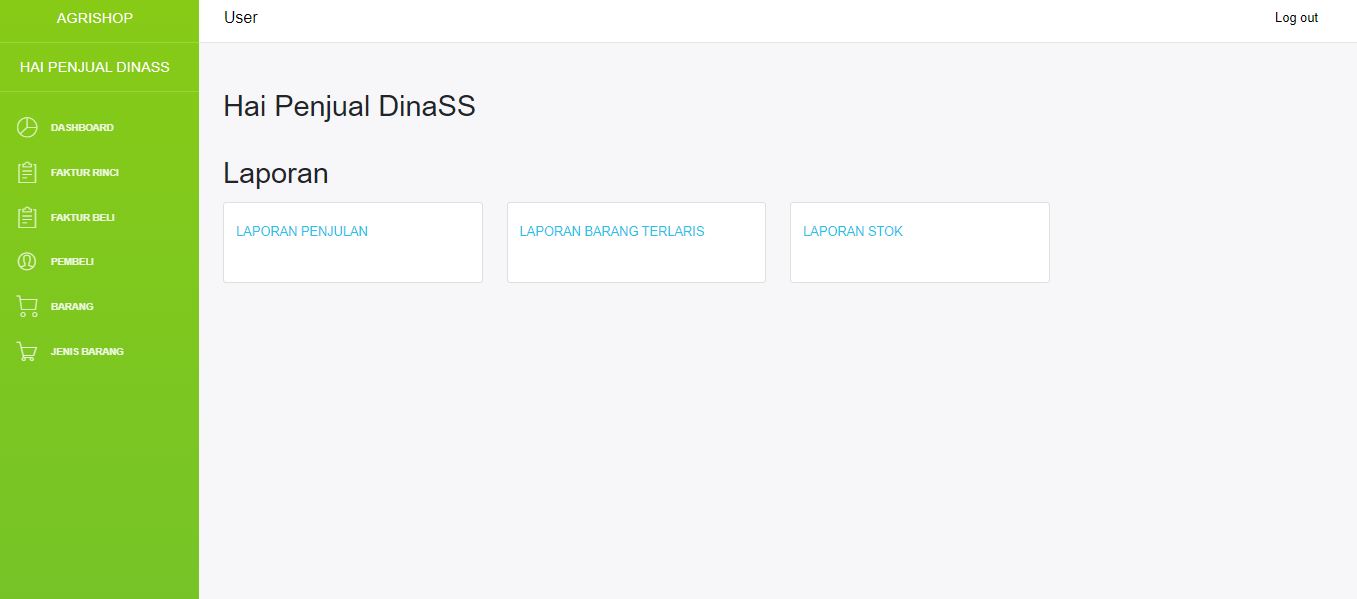 AGRISHOP
User
Log out
HAI PENJUAL DINASS
DASHBOARD
FAKTUR RINCI
FAKTUR BELI
PEMBELI
BARANG
JENIS BARANG
Hai Penjual DinaSS
Laporan
LAPORAN PENJULAN
LAPORAN BARANG TERLARIS
LAPORAN STOK